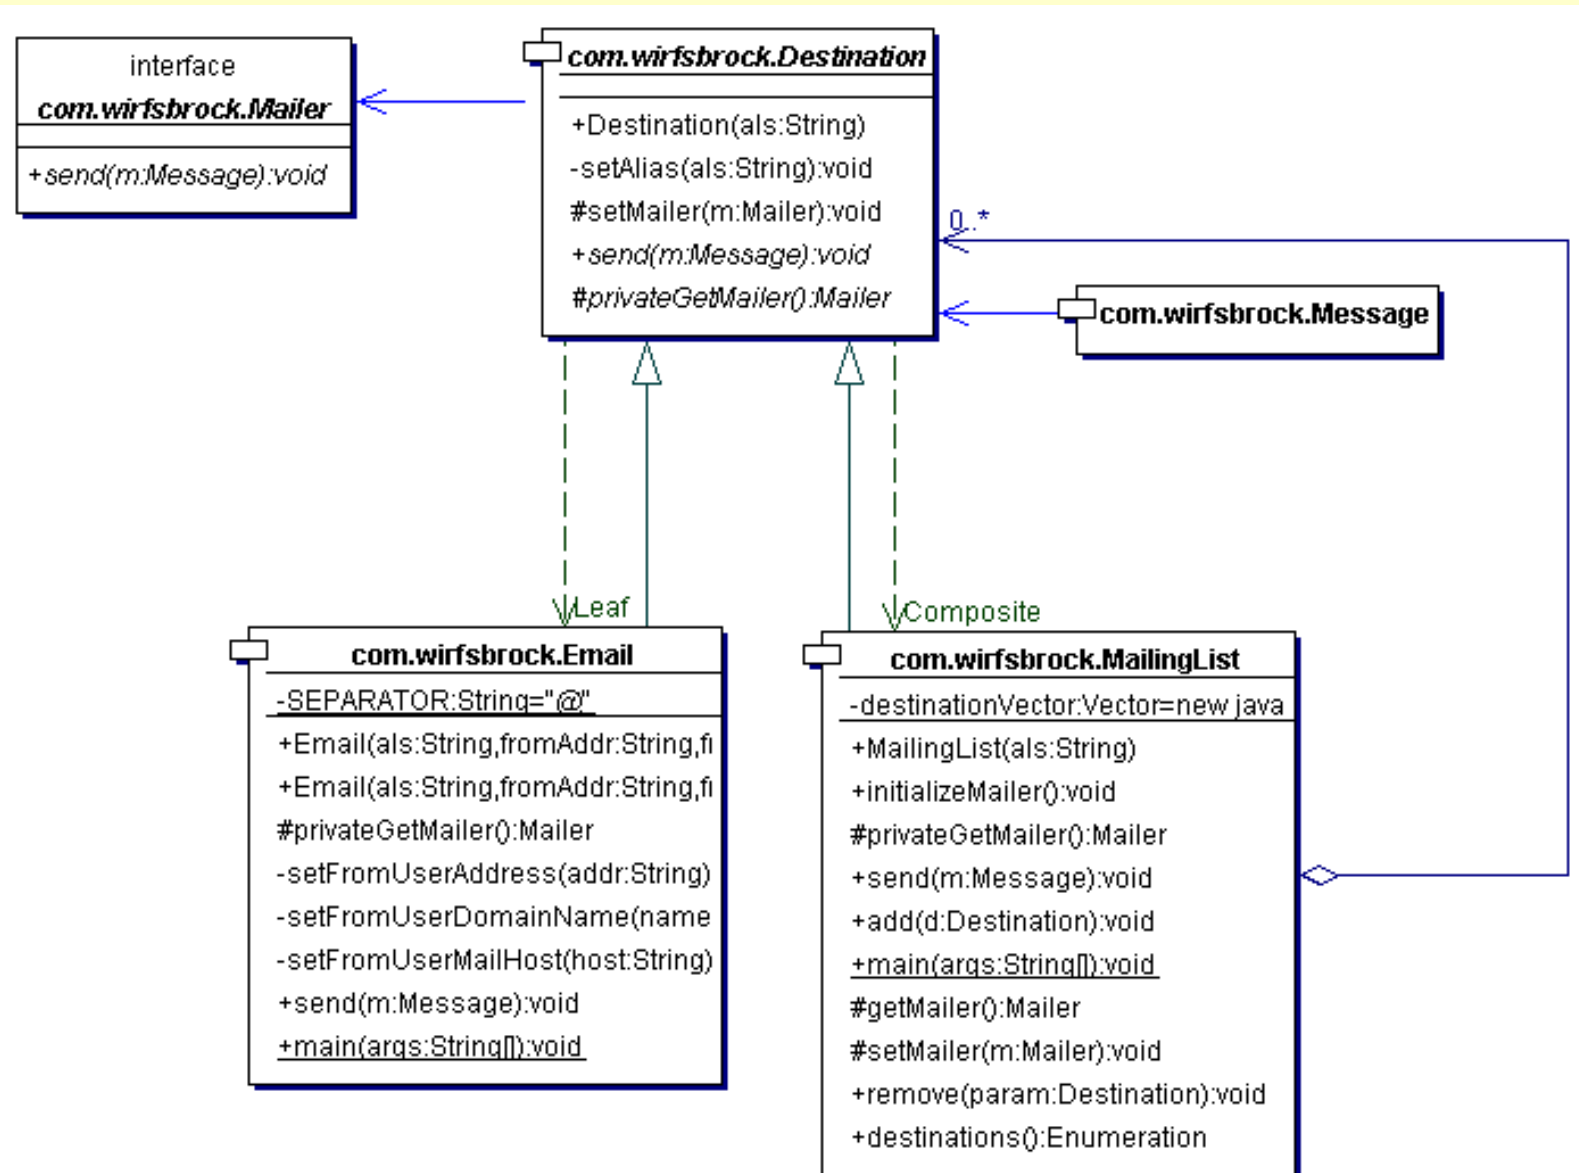 interface
com.wirfsbrock.Mailer
+send(m:Message):void
com.wirfsbrock.Destination
+Destination(als:String)
-setAlias(als:String):void
#setMailer(m:Mailer):void
+send(m:Message):void
#privateGetMailer():Mailer
0..*
com.wirfsbrock.Message
Leaf
Composite
com.wirfsbrock.Email
-SEPARATOR:String="@"
+Email(als:String,fromAddr:String,fi
+Email(als:String,fromAddr:String,fi
#privateGetMailer():Mailer
-setFromUserAddress(addr:String)
-setFromUserDomainName(name
-setFromUserMailHost(host:String)
+send(m:Message):void
+main(args:String[]):void
com.wirfsbrock.MailingList
-destinationVector:Vector=new java
+MailingList(als:String)
+initializeMailer():void
#privateGetMailer():Mailer
+send(m:Message):void
+add(d:Destination):void
+main(args:String[]):void
#getMailer():Mailer
#setMailer(m:Mailer):void
+remove(param:Destination):void
+destinations():Enumeration